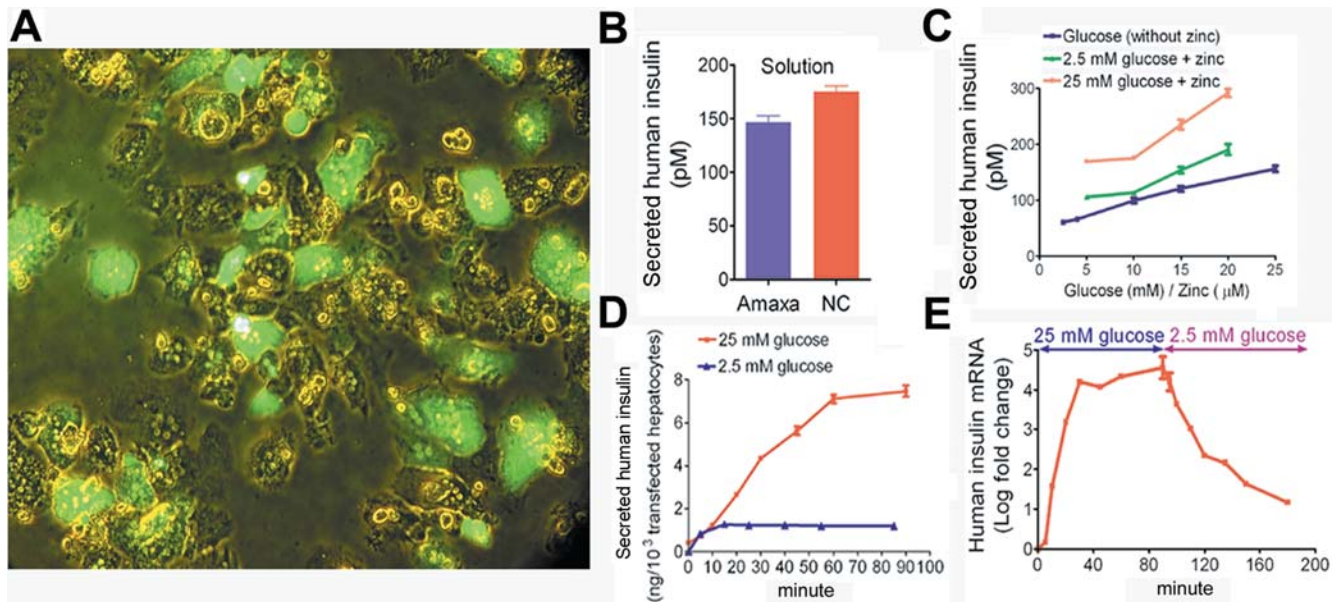 A
B
Solution
Secreted human insulin
(pM)
200
150
100
50
0
Amaxa NC
C
Glucose (without zinc)
2.5 mM glucose + zinc
25 mM glucose + zinc
Secreted human insulin
(pM)
300
200
100
0
5 10 15 20 25
Glucose (mM) / Zinc ( μM)
D
25 mM glucose
2.5 mM glucose
Secreted human insulin
(ng/10³ transfected hepatocytes)
8
6
4
2
0
0 10 20 30 40 50 60 70 80 90 100
minute
E
25 mM glucose 2.5 mM glucose
Human insulin mRNA
(Log fold change)
5
4
3
2
1
0
0 40 80 120 160 200
minute